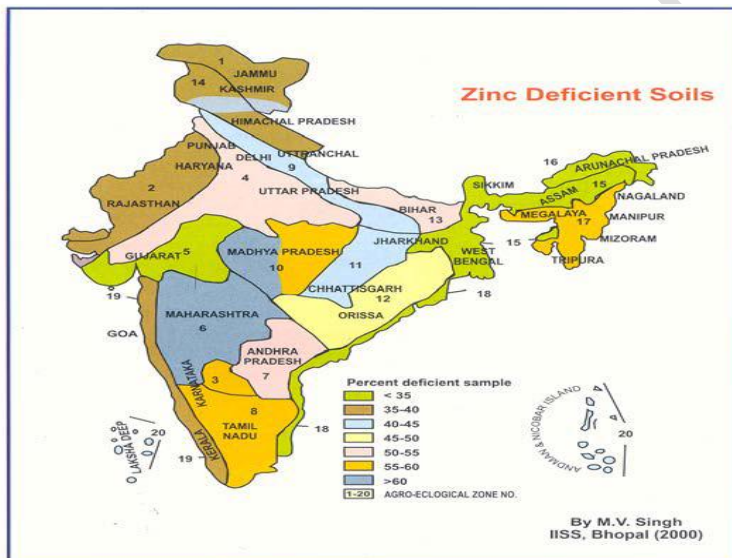 Zinc Deficient Soils
1
JAMMU
14
KASHMIR
HIMACHAL PRADESH
PUNJAB
UTTRANCHAL
DELHI
9
HARYANA
4
2
UTTAR PRADESH
RAJASTHAN
16
ARUNACHAL PRADESH
SIKKIM
ASSAM
15
NAGALAND
MEGALAYA
17
MANIPUR
15
MIZORAM
TRIPURA
BIHAR
13
JHARKHAND
WEST
BENGAL
GUJARAT
5
MADHYA PRADESH
10
11
CHHATTISGARH
12
ORISSA
18
19
MAHARASHTRA
6
GOA
ANDHRA
PRADESH
7
KARNATAKA
3
8
TAMIL
NADU
KERALA
18
19
LAKSHA DEEP
20
ANDMAN & NICOBAR ISLAND
20
Percent deficient sample
< 35
35-40
40-45
45-50
50-55
55-60
>60
1-20 AGRO-ECLOGICAL ZONE NO.
By M.V. Singh
IISS, Bhopal (2000)